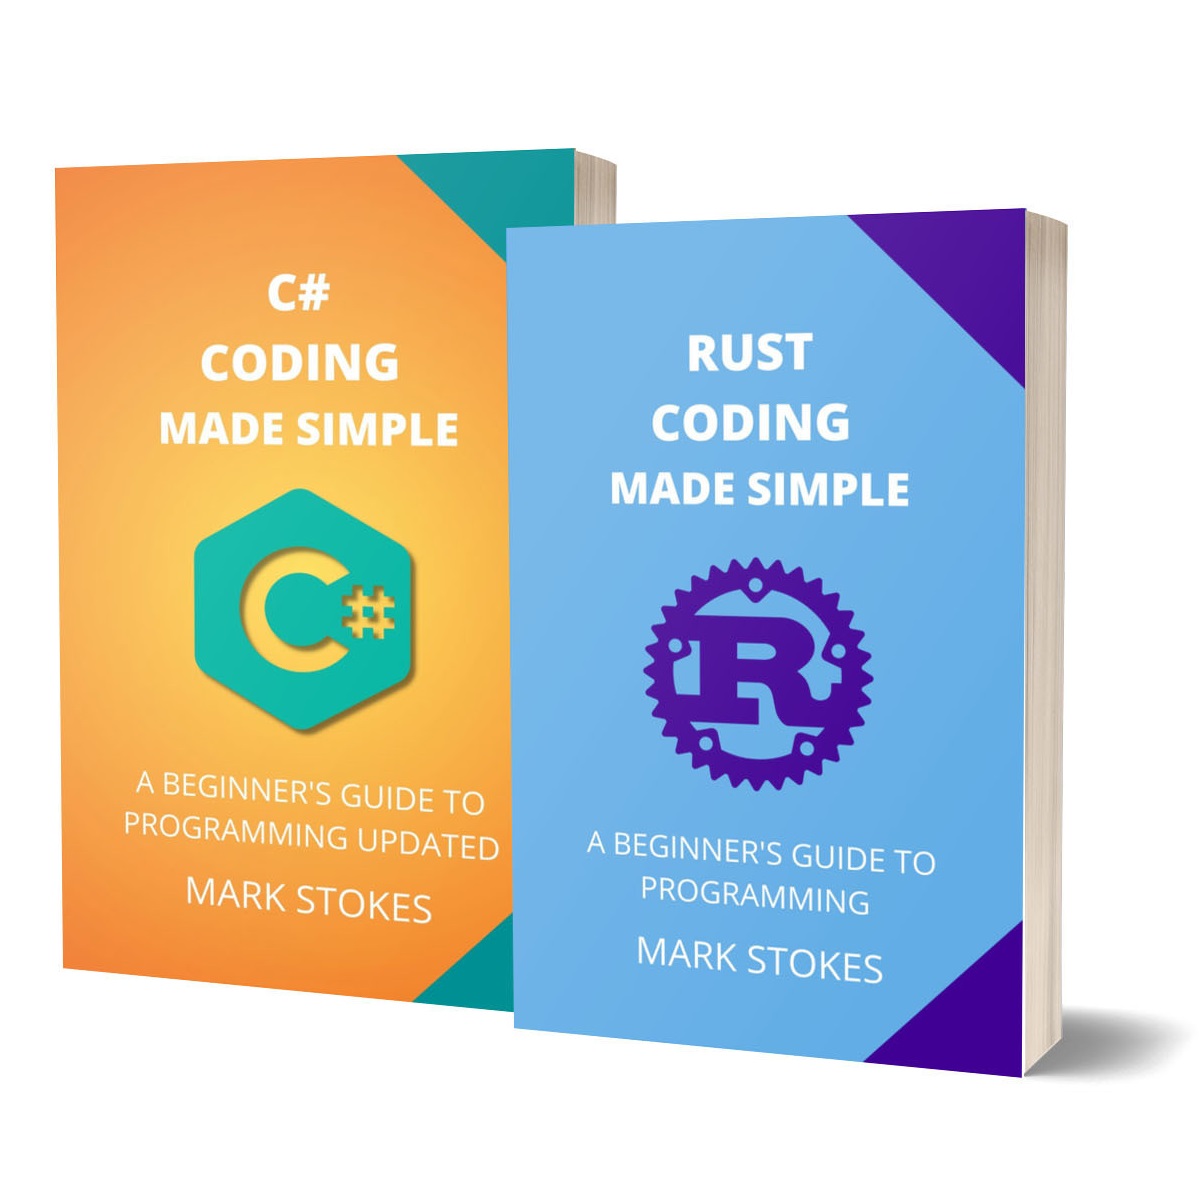 C#
CODING
MADE SIMPLE
C#
A BEGINNER'S GUIDE TO
PROGRAMMING UPDATED
MARK STOKES
RUST
CODING
MADE SIMPLE
R
A BEGINNER'S GUIDE TO
PROGRAMMING
MARK STOKES